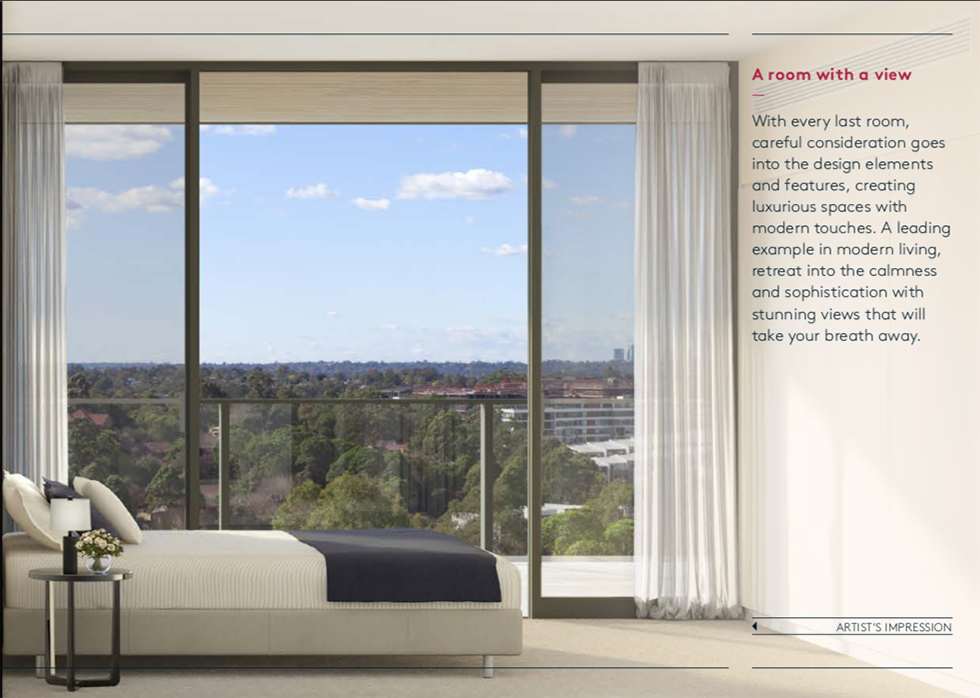 A room with a view
With every last room,
careful consideration goes
into the design elements
and features, creating
luxurious spaces with
modern touches. A leading
example in modern living,
retreat into the calmness
and sophistication with
stunning views that will
take your breath away.
ARTIST'S IMPRESSION